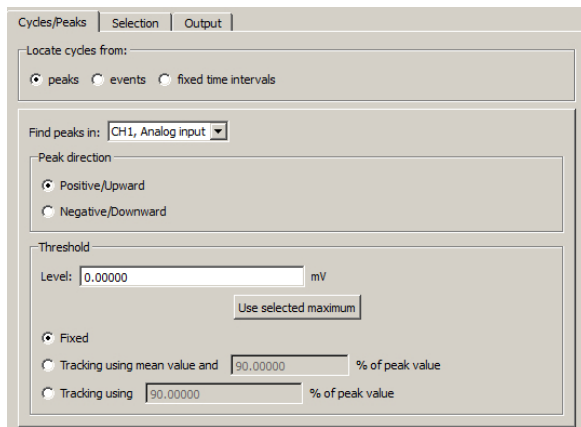 Cycles/Peaks Selection Output
Locate cycles from:
peaks events fixed time intervals
Find peaks in: CH1, Analog input
Peak direction
Positive/Upward
Negative/Downward
Threshold
Level: 0.00000 mV
Use selected maximum
Fixed
Tracking using mean value and 90.00000 % of peak value
Tracking using 90.00000 % of peak value